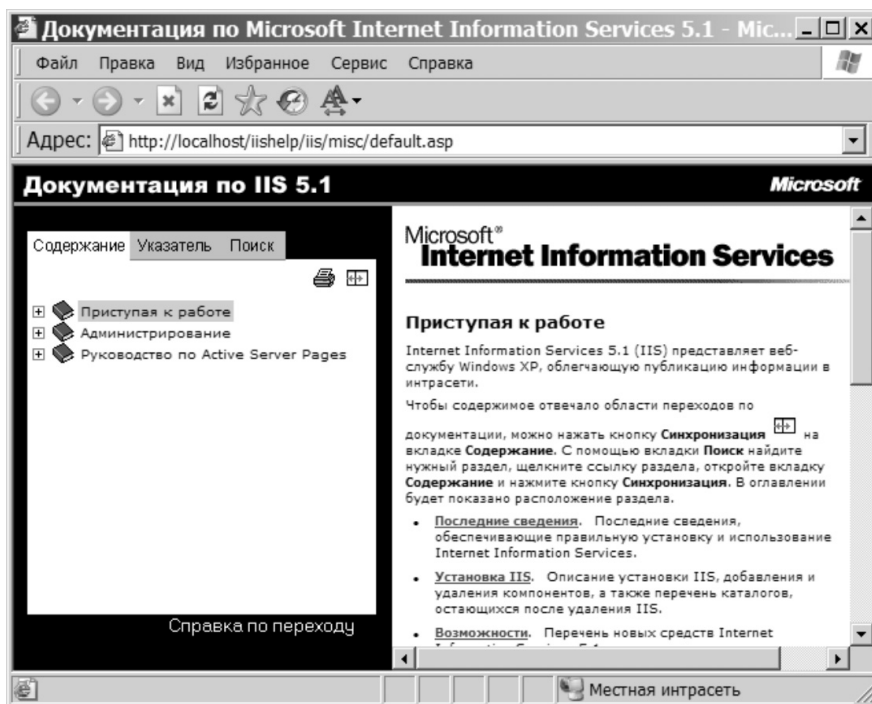 Документация по Microsoft Internet Information Services 5.1 - Mic...
Файл Правка Вид Избранное Сервис Справка
Адрес: http://localhost/iishelp/iis/misc/default.asp
Документация по IIS 5.1
Microsoft
Содержание Указатель Поиск
Приступая к работе
Администрирование
Руководство по Active Server Pages
Справка по переходу
Microsoft®
Internet Information Services
Приступая к работе
Internet Information Services 5.1 (IIS) представляет веб-
службу Windows XP, облегчающую публикацию информации в
интрасети.
Чтобы содержимое отвечало области переходов по
документации, можно нажать кнопку Синхронизация на
вкладке Содержание. С помощью вкладки Поиск найдите
нужный раздел, щелкните ссылку раздела, откройте вкладку
Содержание и нажмите кнопку Синхронизация. В оглавлении
будет показано расположение раздела.
• Последние сведения. Последние сведения,
обеспечивающие правильную установку и использование
Internet Information Services.
• Установка IIS. Описание установки IIS, добавления и
удаления компонентов, а также перечень каталогов,
остающихся после удаления IIS.
• Возможности. Перечень новых средств Internet
Местная интрасеть